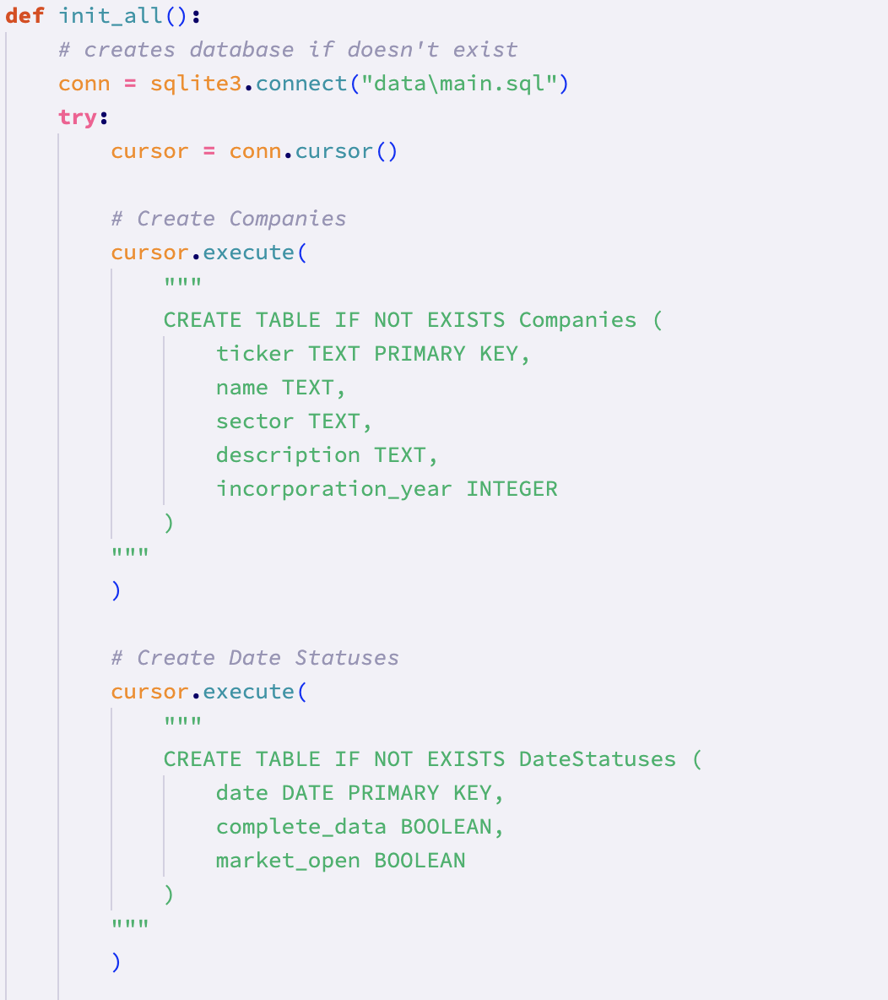 def init_all():
    # creates database if doesn't exist
    conn = sqlite3.connect("data\main.sql")
    try:
        cursor = conn.cursor()

        # Create Companies
        cursor.execute(
            """
            CREATE TABLE IF NOT EXISTS Companies (
                ticker TEXT PRIMARY KEY,
                name TEXT,
                sector TEXT,
                description TEXT,
                incorporation_year INTEGER
            )
        """
        )

        # Create Date Statuses
        cursor.execute(
            """
            CREATE TABLE IF NOT EXISTS DateStatuses (
                date DATE PRIMARY KEY,
                complete_data BOOLEAN,
                market_open BOOLEAN
            )
        """
        )